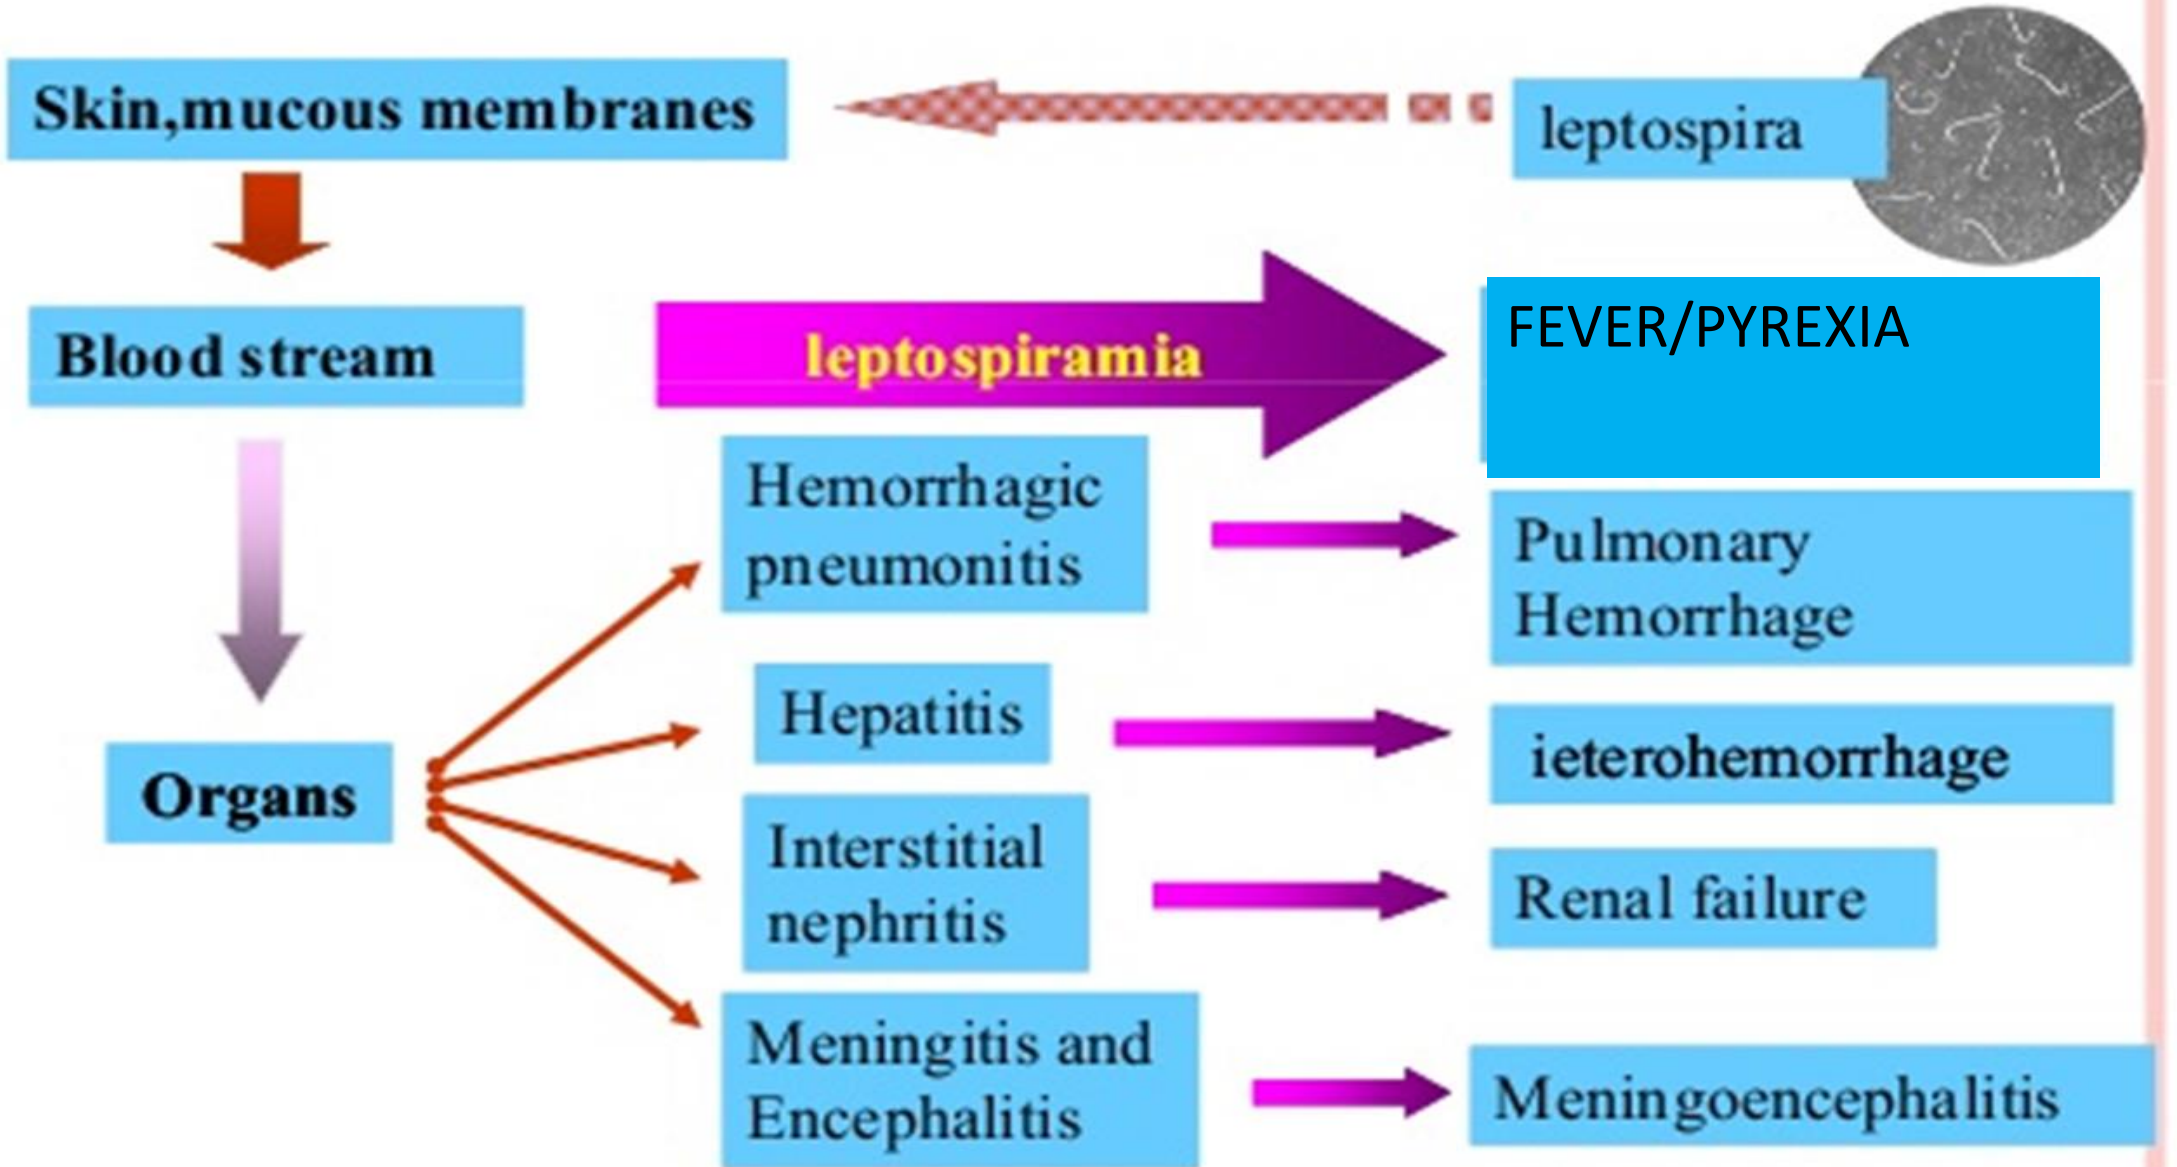 Skin,mucous membranes
leptospira
Blood stream
leptospiramia
FEVER/PYREXIA
Hemorrhagic
pneumonitis
Pulmonary
Hemorrhage
Hepatitis
ieterohemorrhage
Organs
Interstitial
nephritis
Renal failure
Meningitis and
Encephalitis
Meningoencephalitis